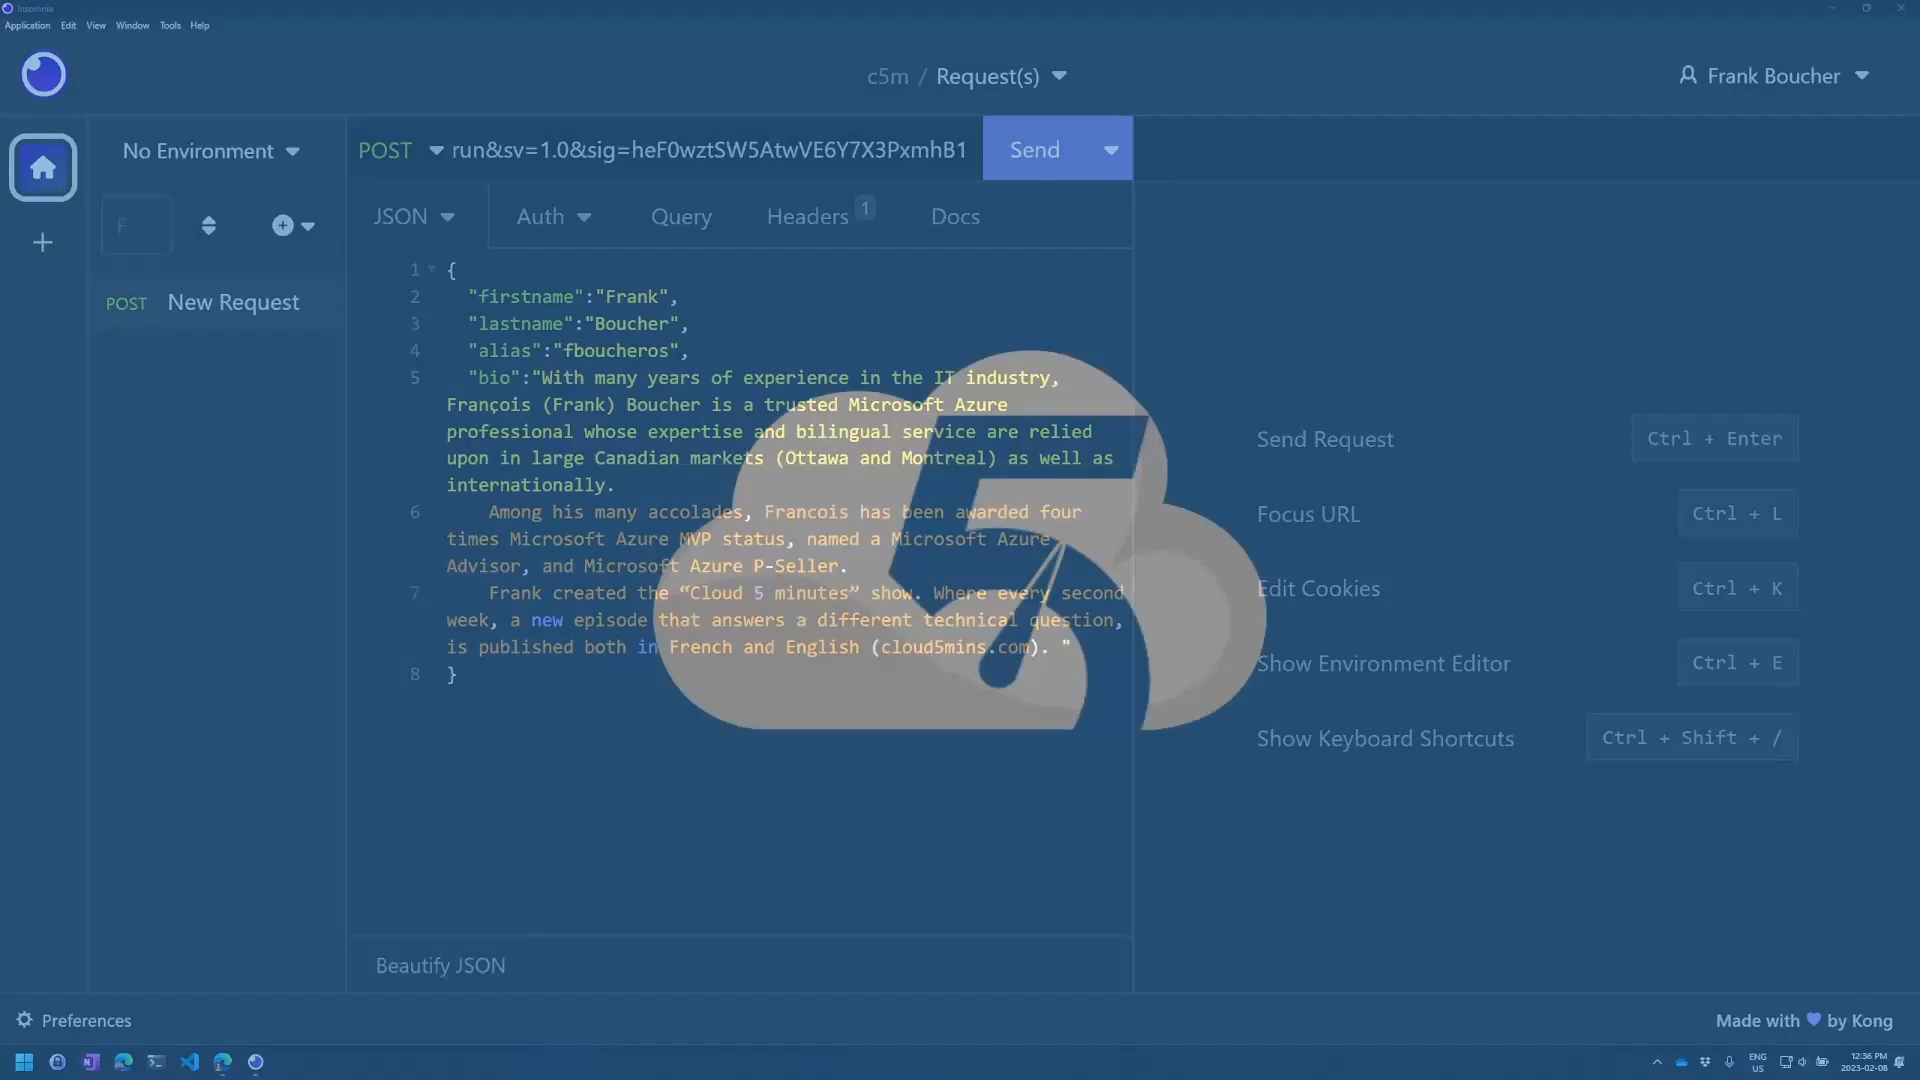 Insomnia
Application Edit View Window Tools Help
c5m / Request(s)
Frank Boucher
No Environment
POST run&sv=1.0&sig=heF0wztSW5AtwVE6Y7X3PxmhB1
Send
F
JSON Auth Query Headers 1 Docs
POST New Request
1 {
2 "firstname":"Frank",
3 "lastname":"Boucher",
4 "alias":"fboucheros",
5 "bio":"With many years of experience in the IT industry,
François (Frank) Boucher is a trusted Microsoft Azure
professional whose expertise and bilingual service are relied
upon in large Canadian markets (Ottawa and Montreal) as well as
internationally.
6 Among his many accolades, Francois has been awarded four
times Microsoft Azure MVP status, named a Microsoft Azure
Advisor, and Microsoft Azure P-Seller.
7 Frank created the “Cloud 5 minutes” show. Where every second
week, a new episode that answers a different technical question,
is published both in French and English (cloud5mins.com). "
8 }
5
Send Request Ctrl + Enter
Focus URL Ctrl + L
Edit Cookies Ctrl + K
Show Environment Editor Ctrl + E
Show Keyboard Shortcuts Ctrl + Shift + /
Beautify JSON
Preferences
Made with ♥ by Kong
ENG
US
12:36 PM
2023-02-08